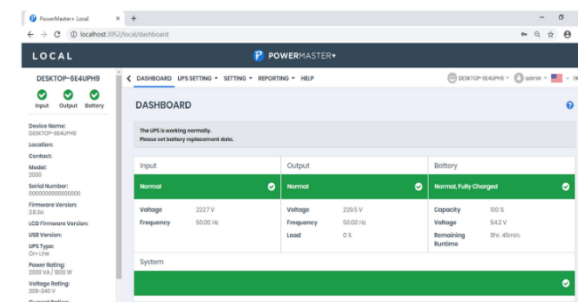 PowerMaster+ Local
localhost:3052/local/dashboard
LOCAL
POWERMASTER+
DESKTOP-6E4UPH9
DASHBOARD UPS SETTING SETTING REPORTING HELP
DESKTOP-6E4UPH9 admin
Input Output Battery
DASHBOARD
Device Name:
DESKTOP-6E4UPH9
Location:
Contact:
Model:
2000
Serial Number:
Firmware Version:
LCD Firmware Version:
USB Version:
UPS Type:
On-Line
Power Rating:
2000 VA / 1800 W
Voltage Rating:
208-240 V
Current Rating:
The UPS is working normally.
Please set battery replacement date.
Input Output Battery
Normal Normal Normal, Fully Charged
Voltage 222.7 V Voltage 229.5 V Capacity 100 %
Frequency 50.00 Hz Frequency 50.00 Hz Voltage 54.2 V
Load 0 % Remaining Runtime 5hr. 45min.
System